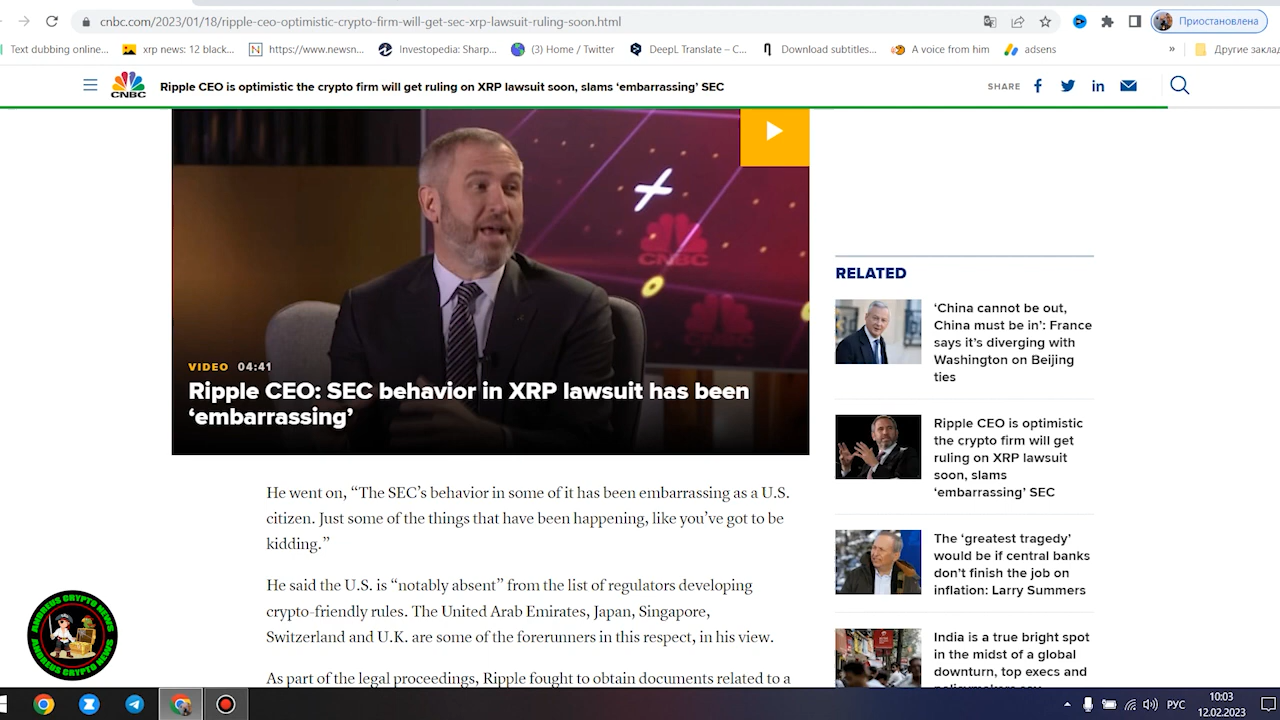 cnbc.com/2023/01/18/ripple-ceo-optimistic-crypto-firm-will-get-sec-xrp-lawsuit-ruling-soon.html
Приостановлена
Text dubbing online...
xrp news: 12 black...
https://www.newsn...
Investopedia: Sharp...
(3) Home / Twitter
DeepL Translate – C...
Download subtitles...
A voice from him
adsens
»
Другие закла
CNBC
Ripple CEO is optimistic the crypto firm will get ruling on XRP lawsuit soon, slams ‘embarrassing’ SEC
SHARE
CNBC
VIDEO 04:41
Ripple CEO: SEC behavior in XRP lawsuit has been
‘embarrassing’
He went on, “The SEC’s behavior in some of it has been embarrassing as a U.S.
citizen. Just some of the things that have been happening, like you’ve got to be
kidding.”
He said the U.S. is “notably absent” from the list of regulators developing
crypto-friendly rules. The United Arab Emirates, Japan, Singapore,
Switzerland and U.K. are some of the forerunners in this respect, in his view.
As part of the legal proceedings, Ripple fought to obtain documents related to a
RELATED
‘China cannot be out,
China must be in’: France
says it’s diverging with
Washington on Beijing
ties
Ripple CEO is optimistic
the crypto firm will get
ruling on XRP lawsuit
soon, slams
‘embarrassing’ SEC
The ‘greatest tragedy’
would be if central banks
don’t finish the job on
inflation: Larry Summers
India is a true bright spot
in the midst of a global
downturn, top execs and
ANDREUS CRYPTO NEWS
ANDREUS CRYPTO NEWS
РУС
10:03
12.02.2023